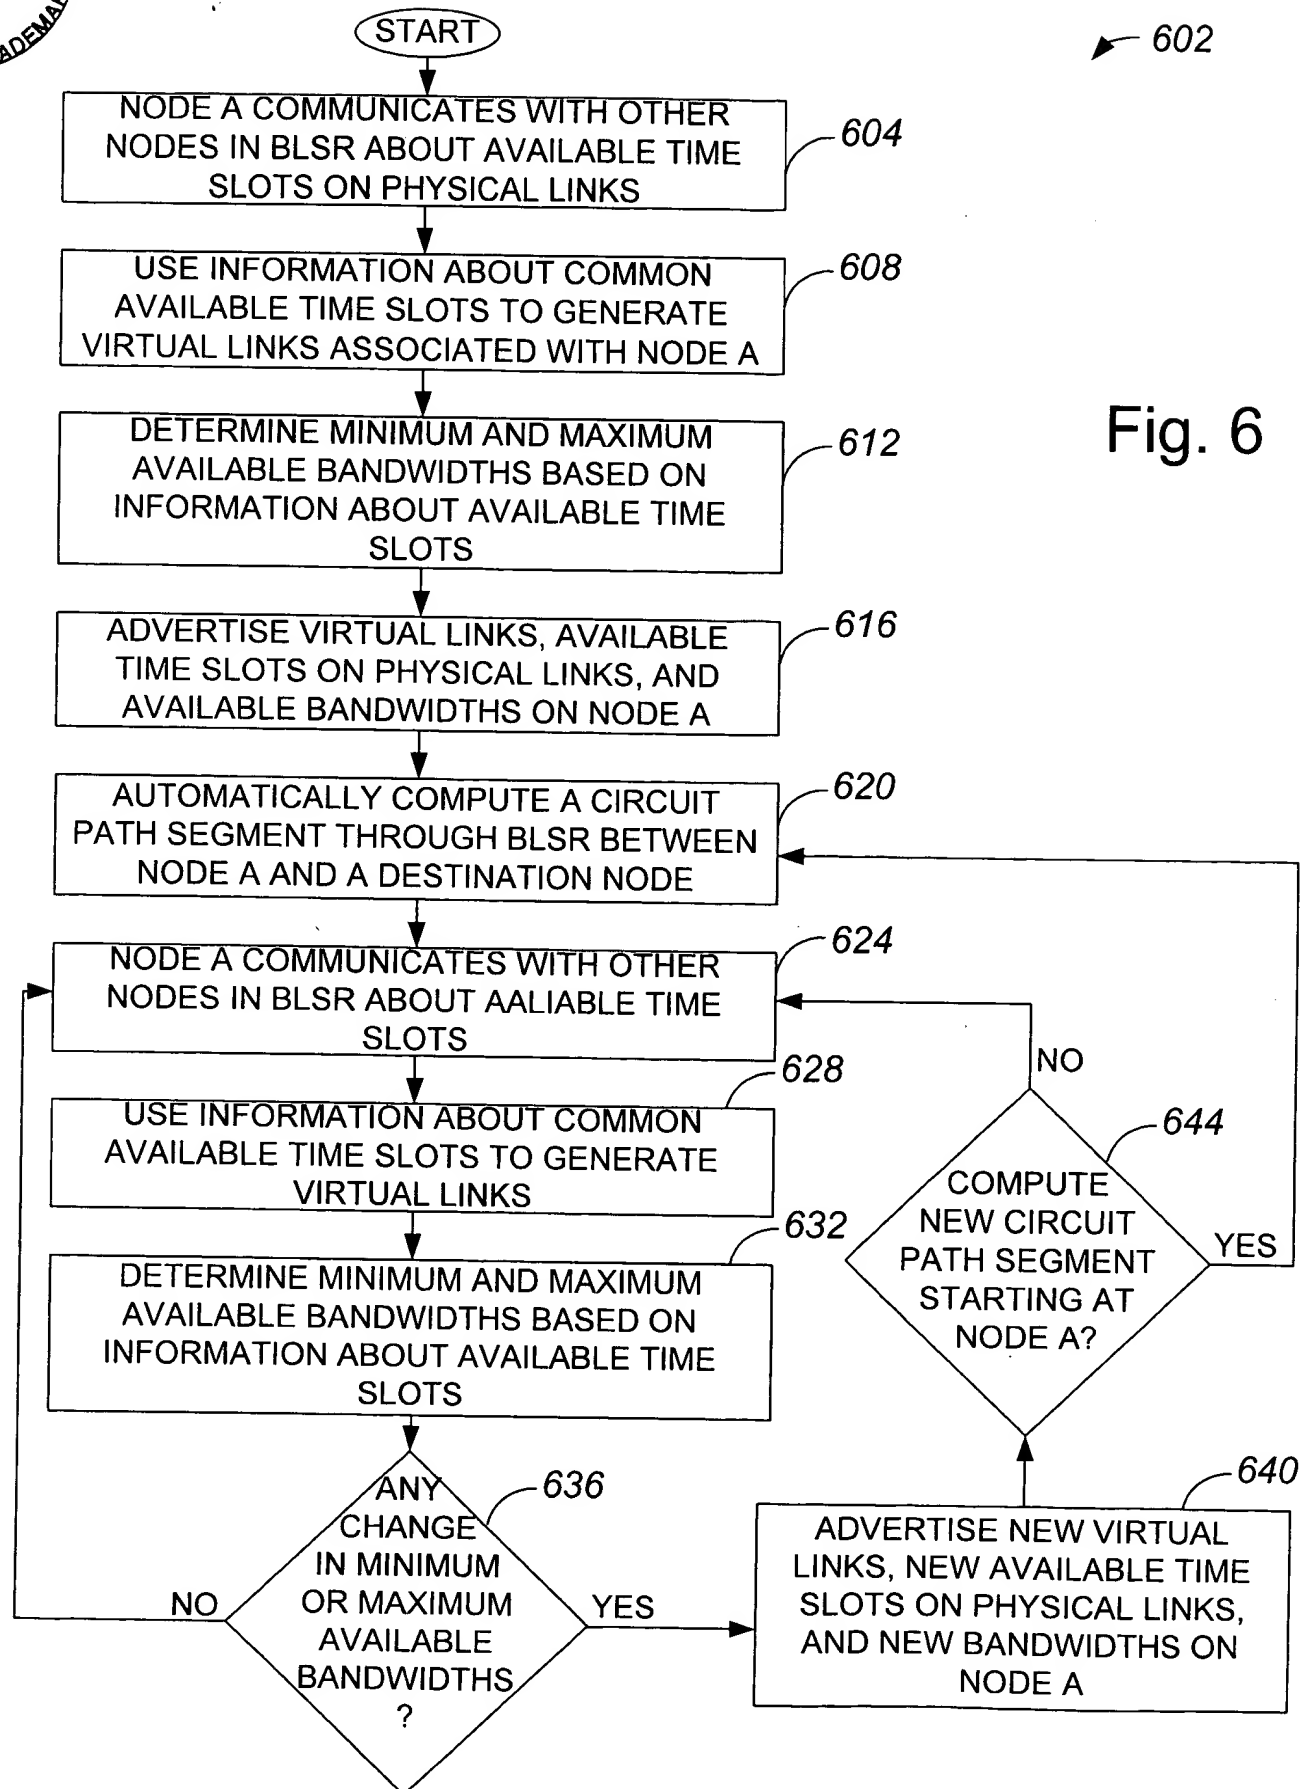 ADEMA
START
602
NODE A COMMUNICATES WITH OTHER
NODES IN BLSR ABOUT AVAILABLE TIME
SLOTS ON PHYSICAL LINKS
604
USE INFORMATION ABOUT COMMON
AVAILABLE TIME SLOTS TO GENERATE
VIRTUAL LINKS ASSOCIATED WITH NODE A
608
DETERMINE MINIMUM AND MAXIMUM
AVAILABLE BANDWIDTHS BASED ON
INFORMATION ABOUT AVAILABLE TIME
SLOTS
612
Fig. 6
ADVERTISE VIRTUAL LINKS, AVAILABLE
TIME SLOTS ON PHYSICAL LINKS, AND
AVAILABLE BANDWIDTHS ON NODE A
616
AUTOMATICALLY COMPUTE A CIRCUIT
PATH SEGMENT THROUGH BLSR BETWEEN
NODE A AND A DESTINATION NODE
620
NODE A COMMUNICATES WITH OTHER
NODES IN BLSR ABOUT AALIABLE TIME
SLOTS
624
USE INFORMATION ABOUT COMMON
AVAILABLE TIME SLOTS TO GENERATE
VIRTUAL LINKS
628
DETERMINE MINIMUM AND MAXIMUM
AVAILABLE BANDWIDTHS BASED ON
INFORMATION ABOUT AVAILABLE TIME
SLOTS
632
ANY
CHANGE
IN MINIMUM
OR MAXIMUM
AVAILABLE
BANDWIDTHS
?
636
NO
YES
ADVERTISE NEW VIRTUAL
LINKS, NEW AVAILABLE TIME
SLOTS ON PHYSICAL LINKS,
AND NEW BANDWIDTHS ON
NODE A
640
COMPUTE
NEW CIRCUIT
PATH SEGMENT
STARTING AT
NODE A?
644
NO
YES